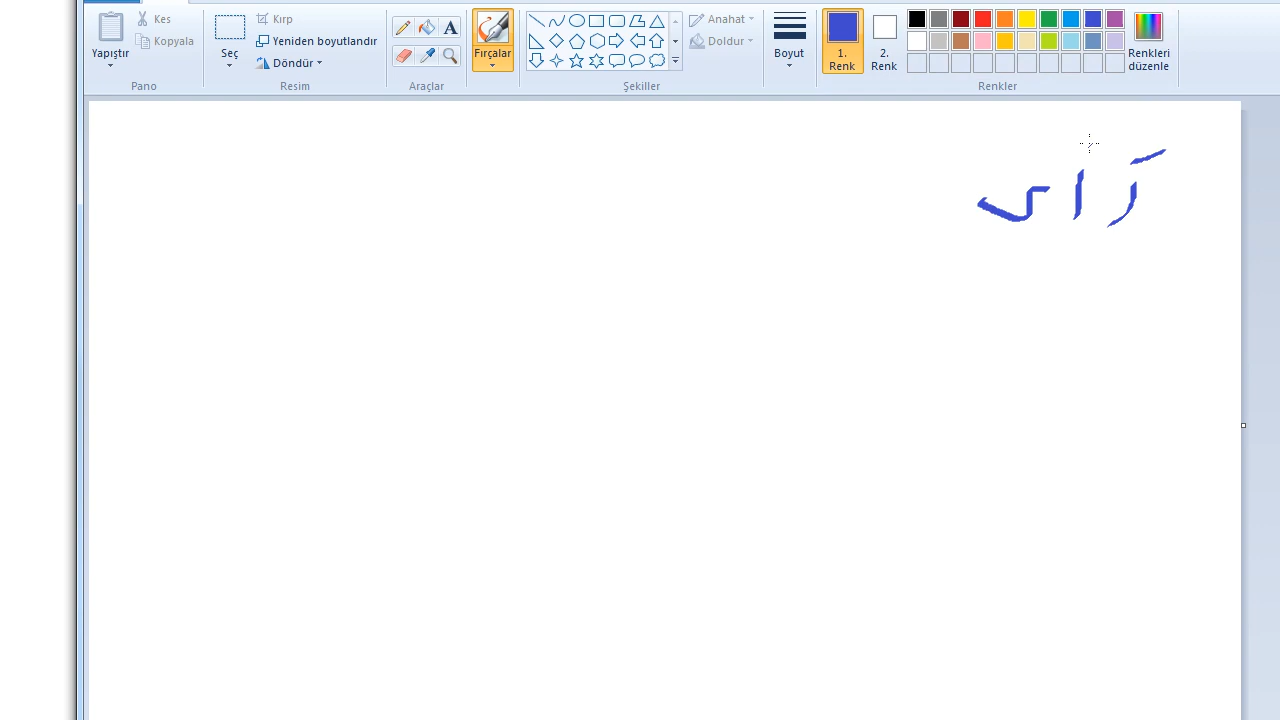 Kes
Kopyala
Yapıştır
Pano
Seç
Kırp
Yeniden boyutlandır
Döndür
Resim
A
Araçlar
Fırçalar
Anahat
Doldur
Şekiller
Boyut
1. Renk
2. Renk
Renkleri düzenle
Renkler
رَ ا ى